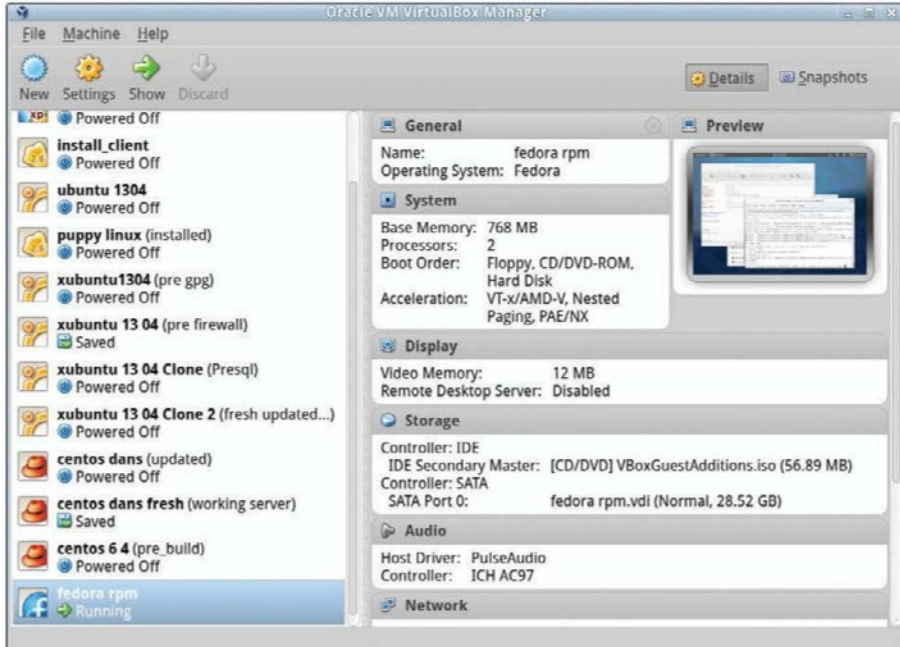 Oracle VM VirtualBox Manager
File Machine Help
New Settings Show Discard
Details Snapshots
XP
Powered Off
install_client
Powered Off
ubuntu 1304
Powered Off
puppy linux (installed)
Powered Off
xubuntu1304 (pre gpg)
Powered Off
xubuntu 13 04 (pre firewall)
Saved
xubuntu 13 04 Clone (Presql)
Powered Off
xubuntu 13 04 Clone 2 (fresh updated...)
Powered Off
centos dans (updated)
Powered Off
centos dans fresh (working server)
Saved
centos 6 4 (pre_build)
Powered Off
fedora rpm
Running
General
Name: fedora rpm
Operating System: Fedora
System
Base Memory: 768 MB
Processors: 2
Boot Order: Floppy, CD/DVD-ROM,
Hard Disk
Acceleration: VT-x/AMD-V, Nested
Paging, PAE/NX
Preview
Display
Video Memory: 12 MB
Remote Desktop Server: Disabled
Storage
Controller: IDE
IDE Secondary Master: [CD/DVD] VBoxGuestAdditions.iso (56.89 MB)
Controller: SATA
SATA Port 0: fedora rpm.vdi (Normal, 28.52 GB)
Audio
Host Driver: PulseAudio
Controller: ICH AC97
Network